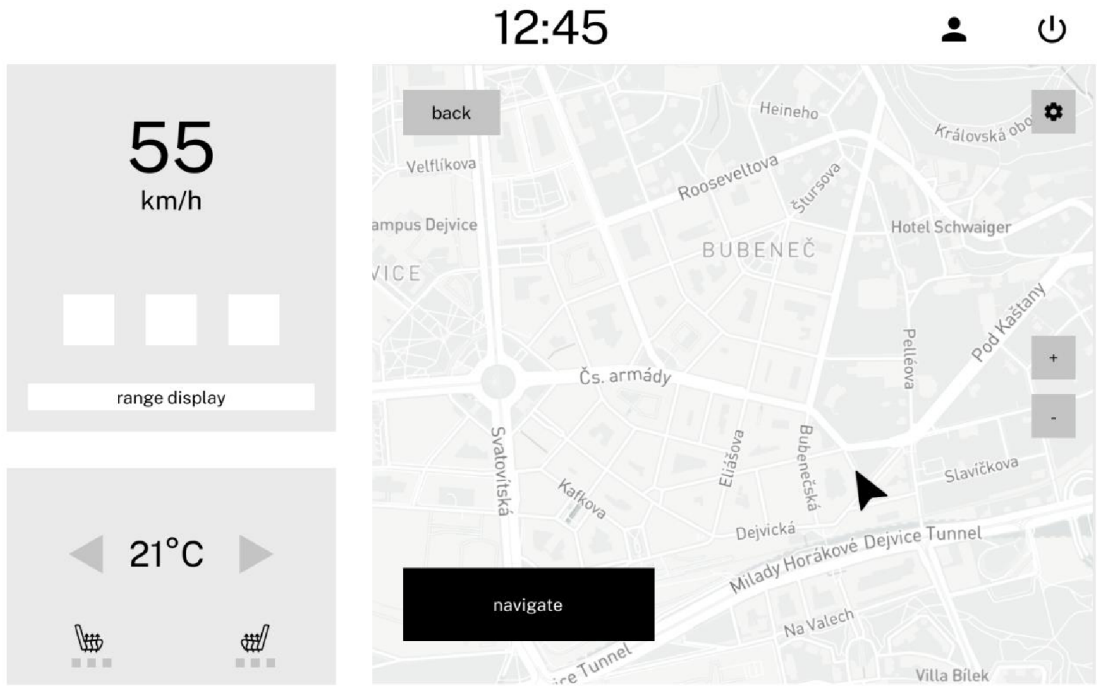 12:45
55
km/h
range display
21°C
back
Heineho
Královská obo
Velflíkova
Rooseveltova
Štursova
ampus Dejvice
Hotel Schwaiger
BUBENEČ
VICE
Pod Kaštany
Pelléova
+
Čs. armády
-
Svatovítská
Eliášova
Bubenečská
Slavíčkova
Kafkova
Dejvická
Milady Horákové Dejvice Tunnel
navigate
Na Valech
ice Tunnel
Villa Bílek